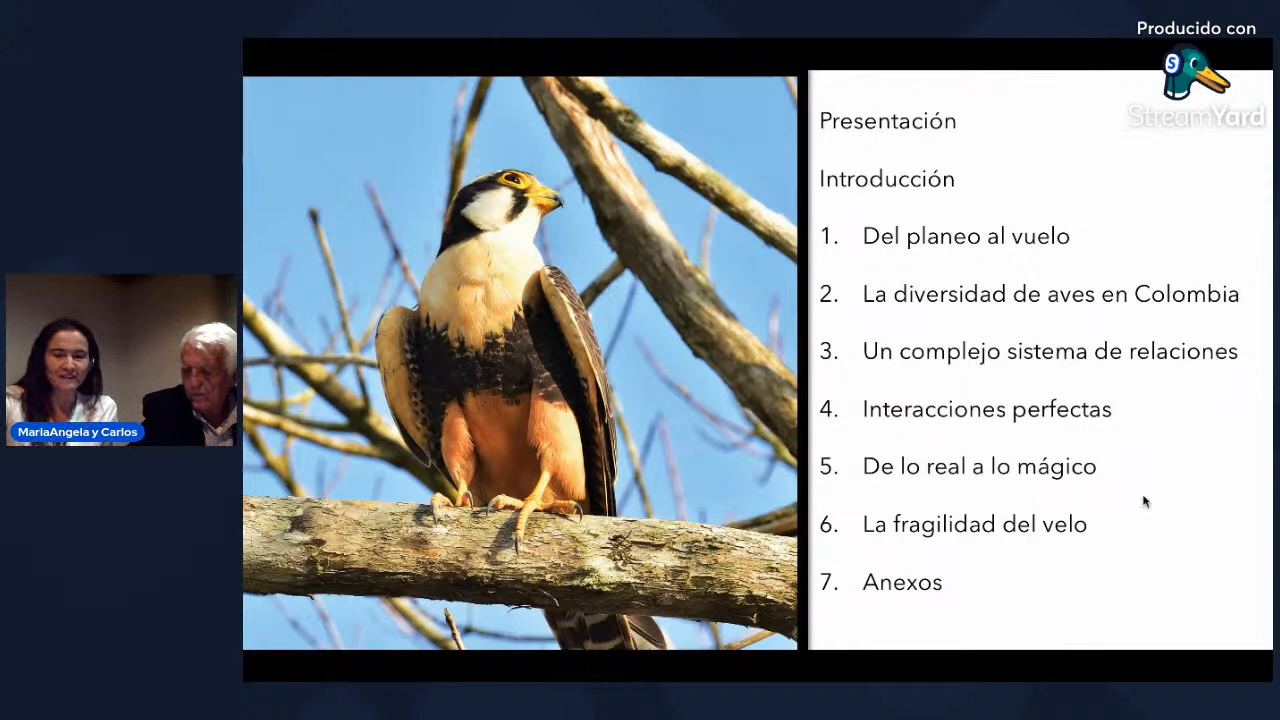 Producido con
S
StreamYard
Presentación
Introducción
1. Del planeo al vuelo
2. La diversidad de aves en Colombia
3. Un complejo sistema de relaciones
4. Interacciones perfectas
5. De lo real a lo mágico
6. La fragilidad del velo
7. Anexos
MariaAngela y Carlos